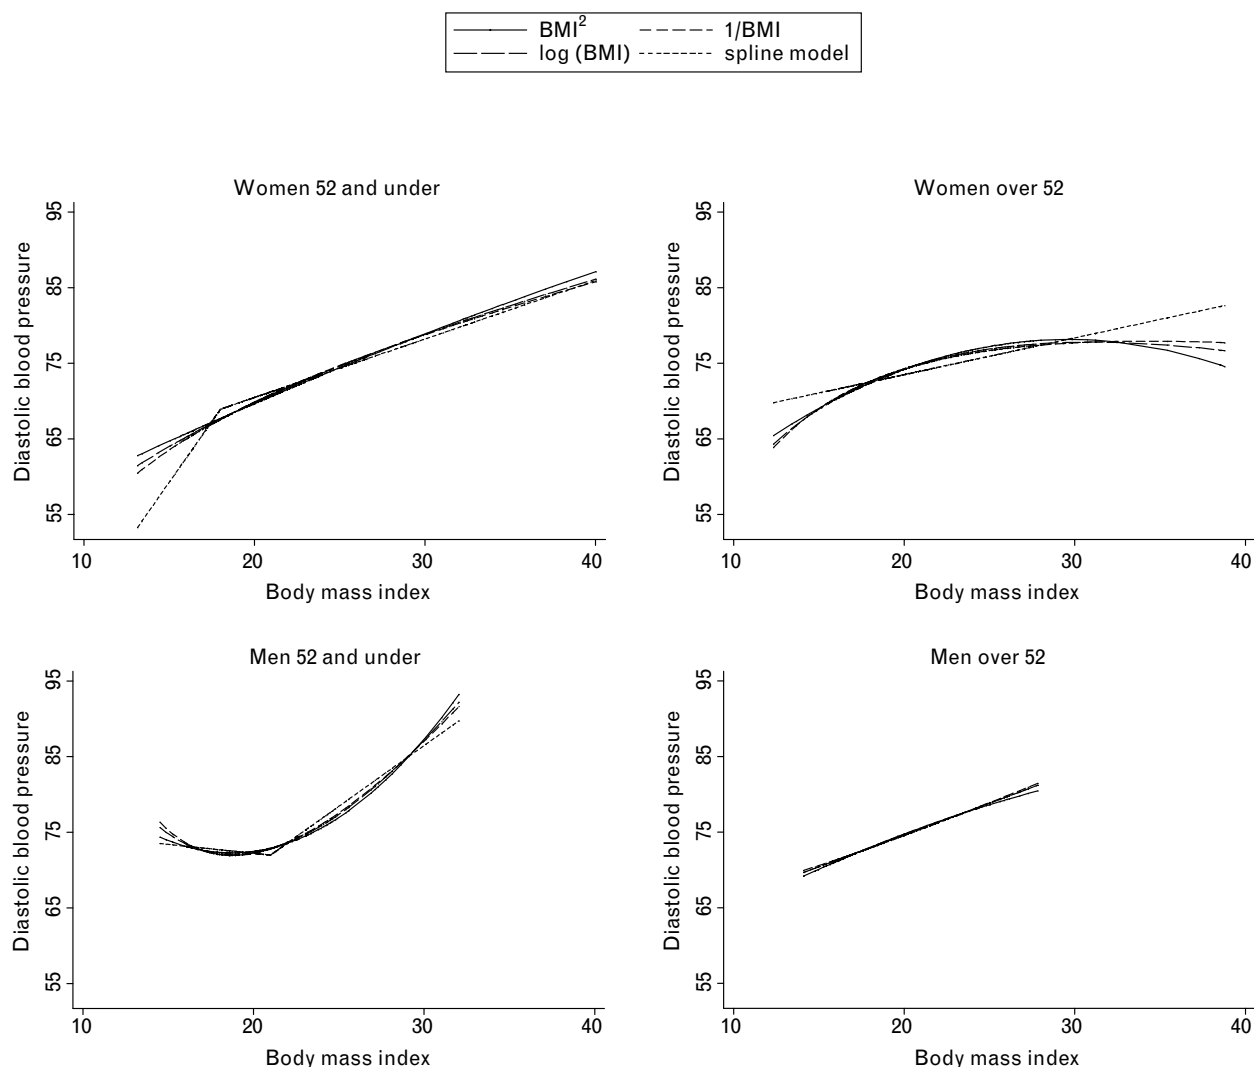 BMI² 1/BMI
log (BMI) spline model
Women 52 and under
95
85
75
65
55
Diastolic blood pressure
10 20 30 40
Body mass index
Women over 52
95
85
75
65
55
Diastolic blood pressure
10 20 30 40
Body mass index
Men 52 and under
95
85
75
65
55
Diastolic blood pressure
10 20 30 40
Body mass index
Men over 52
95
85
75
65
55
Diastolic blood pressure
10 20 30 40
Body mass index